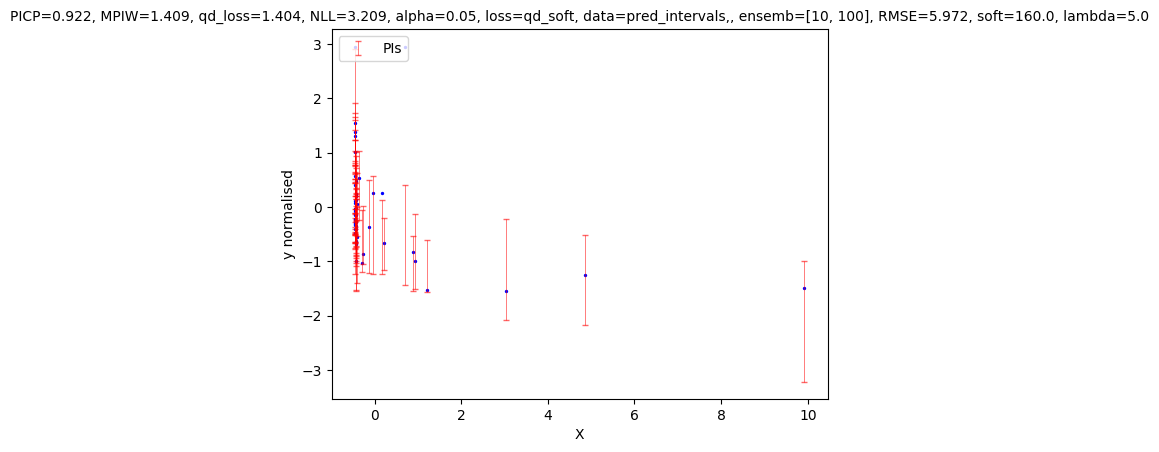 PICP=0.922, MPIW=1.409, qd_loss=1.404, NLL=3.209, alpha=0.05, loss=qd_soft, data=pred_intervals,, ensemb=[10, 100], RMSE=5.972, soft=160.0, lambda=5.0
PIs
3
2
1
0
−1
−2
−3
y normalised
0 2 4 6 8 10
X